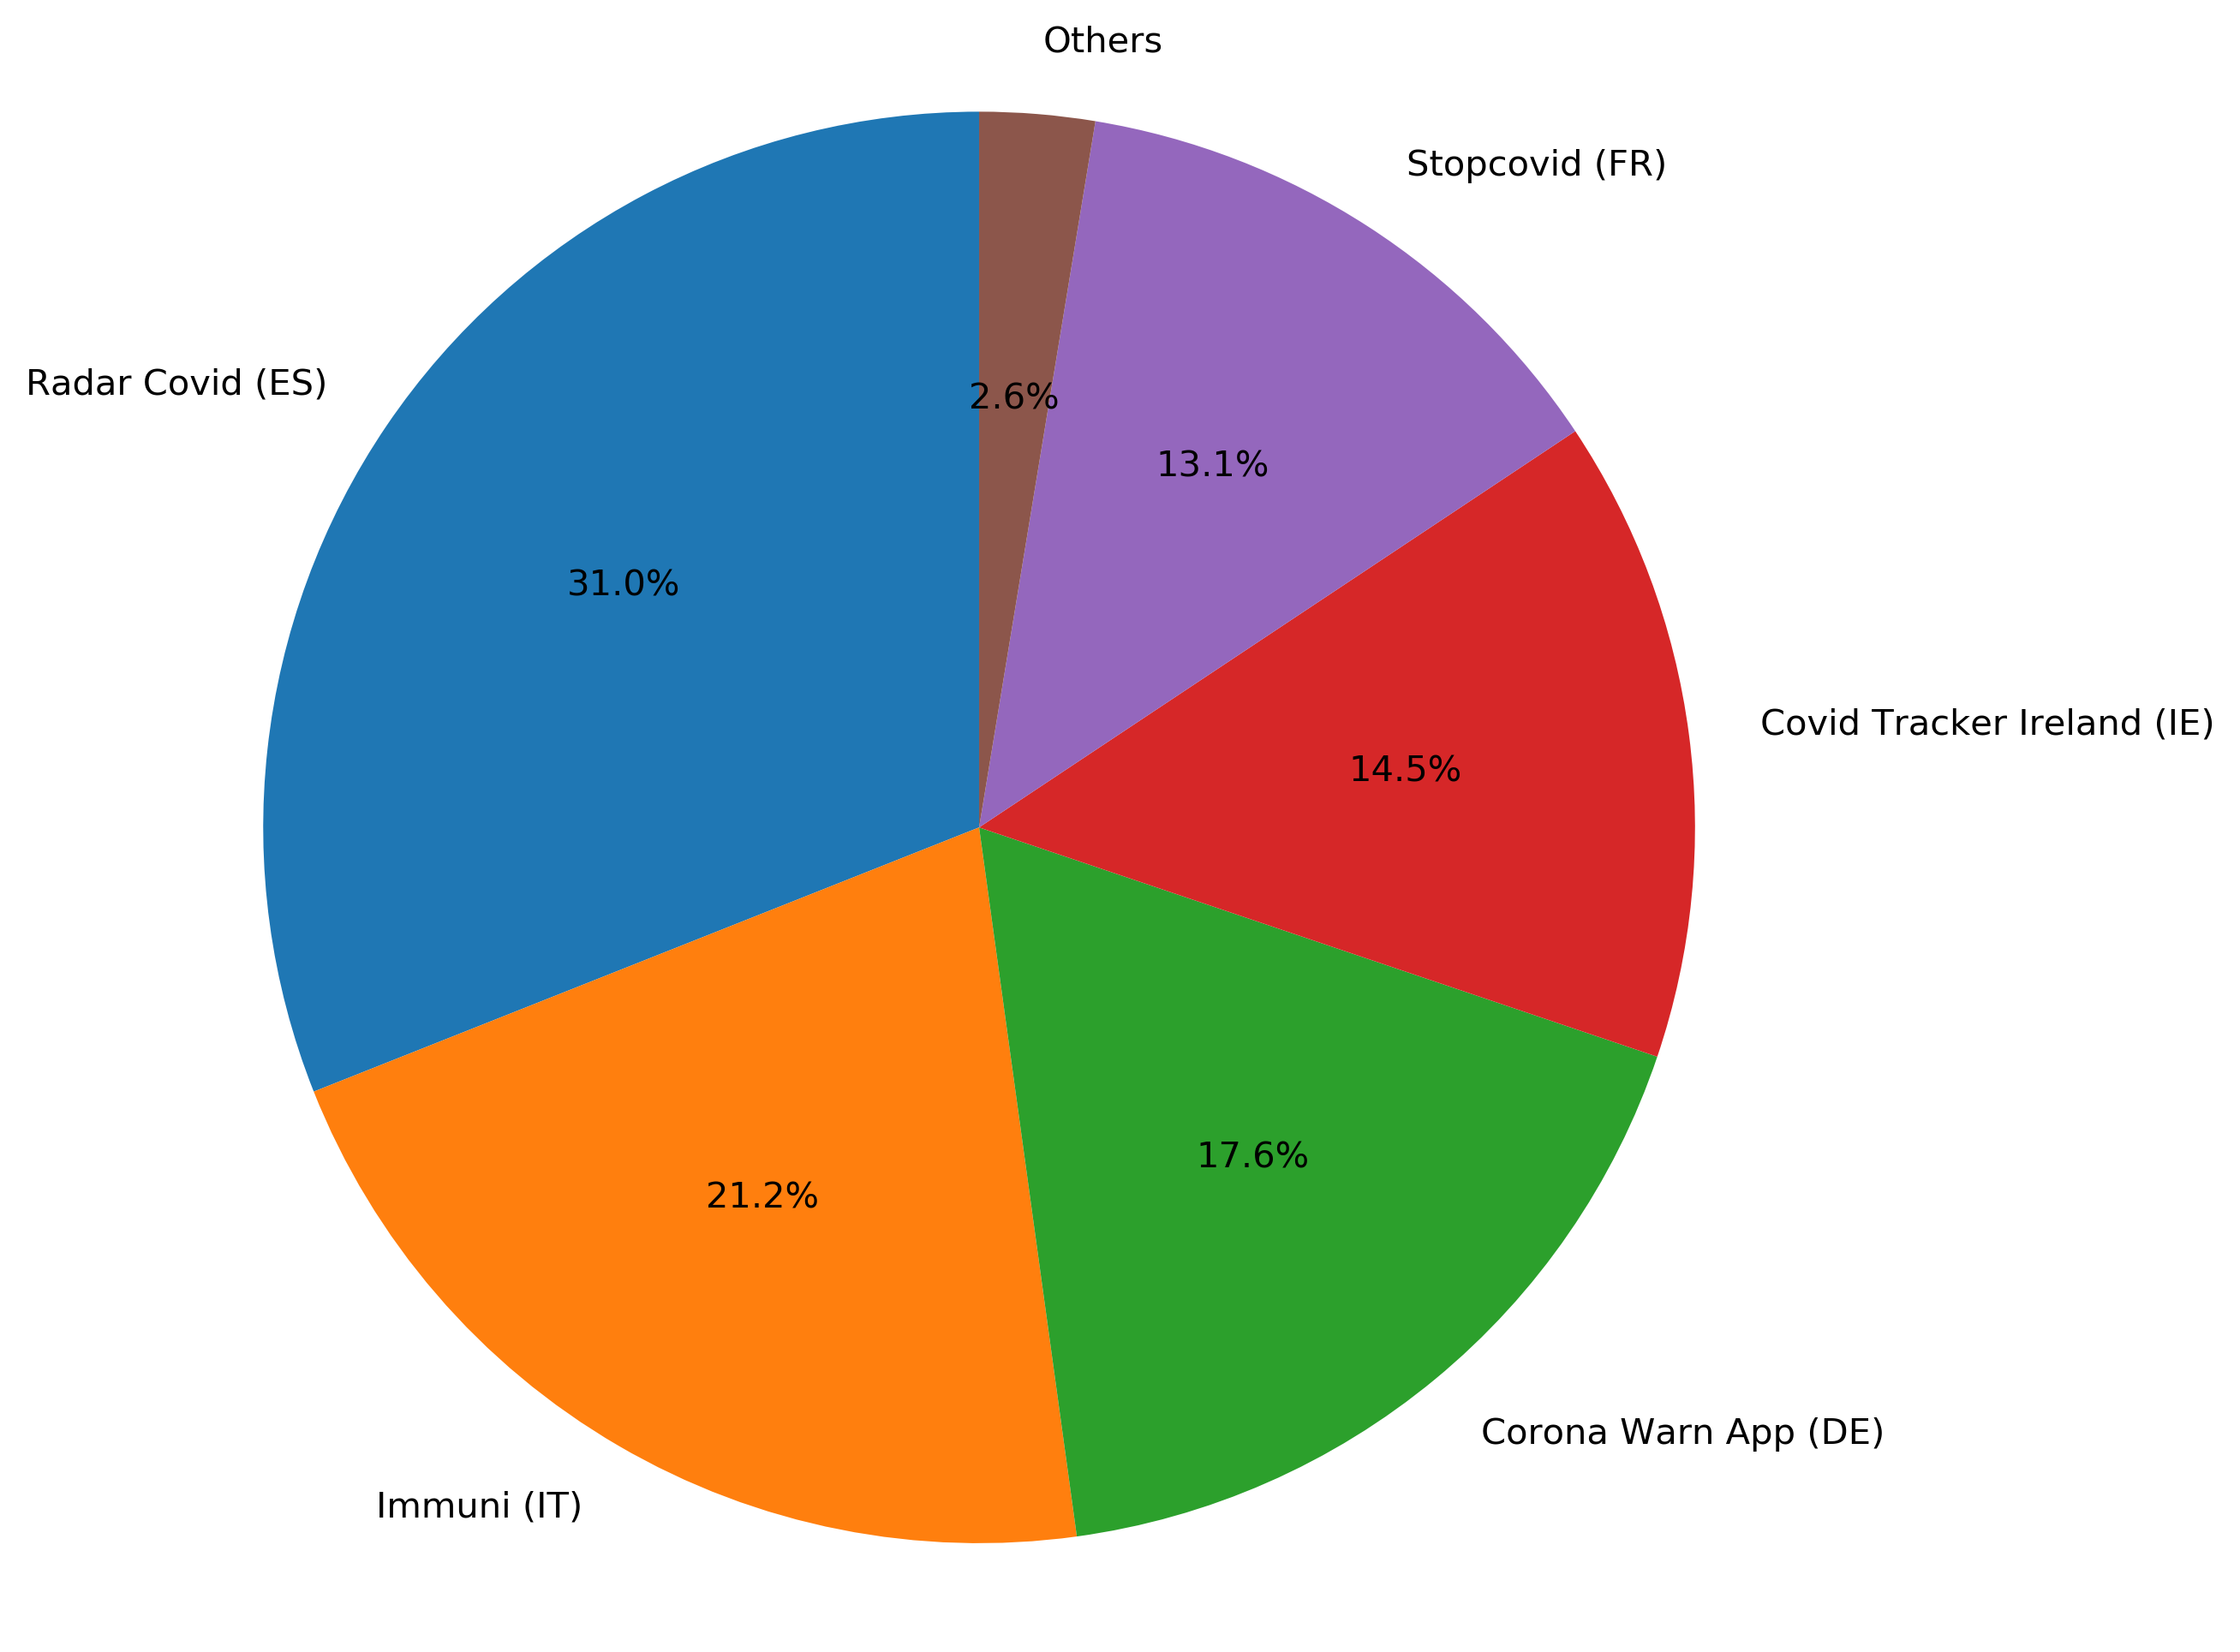 Others
Stopcovid (FR)
Radar Covid (ES)
2.6%
13.1%
31.0%
Covid Tracker Ireland (IE)
14.5%
17.6%
21.2%
Corona Warn App (DE)
Immuni (IT)